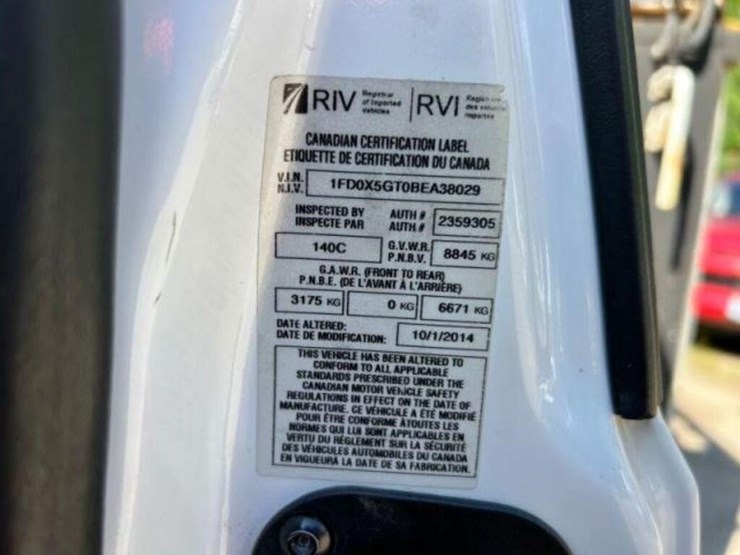 RIV Registrar of Imported Vehicles | RVI Registraire des véhicules importés
CANADIAN CERTIFICATION LABEL
ETIQUETTE DE CERTIFICATION DU CANADA
V.I.N.
N.I.V.
1FD0X5GT0BEA38029
INSPECTED BY
INSPECTE PAR
AUTH #
AUTH.#
2359305
140C
G.V.W.R.
P.N.B.V.
8845 KG
G.A.W.R. (FRONT TO REAR)
P.N.B.E. (DE L'AVANT À L'ARRIÈRE)
3175 KG
0 KG
6671 KG
DATE ALTERED:
DATE DE MODIFICATION:
10/1/2014
THIS VEHICLE HAS BEEN ALTERED TO
CONFORM TO ALL APPLICABLE
STANDARDS PRESCRIBED UNDER THE
CANADIAN MOTOR VEHICLE SAFETY
REGULATIONS IN EFFECT ON THE DATE OF
MANUFACTURE. CE VÉHICULE A ÉTÉ MODIFIÉ
POUR ÊTRE CONFORME ÀTOUTES LES
NORMES QUI LUI SONT APPLICABLES EN
VERTU DU RÈGLEMENT SUR LA SÉCURITÉ
DES VÉHICULES AUTOMOBILES DU CANADA
EN VIGUEURÀ LA DATE DE SA FABRICATION.